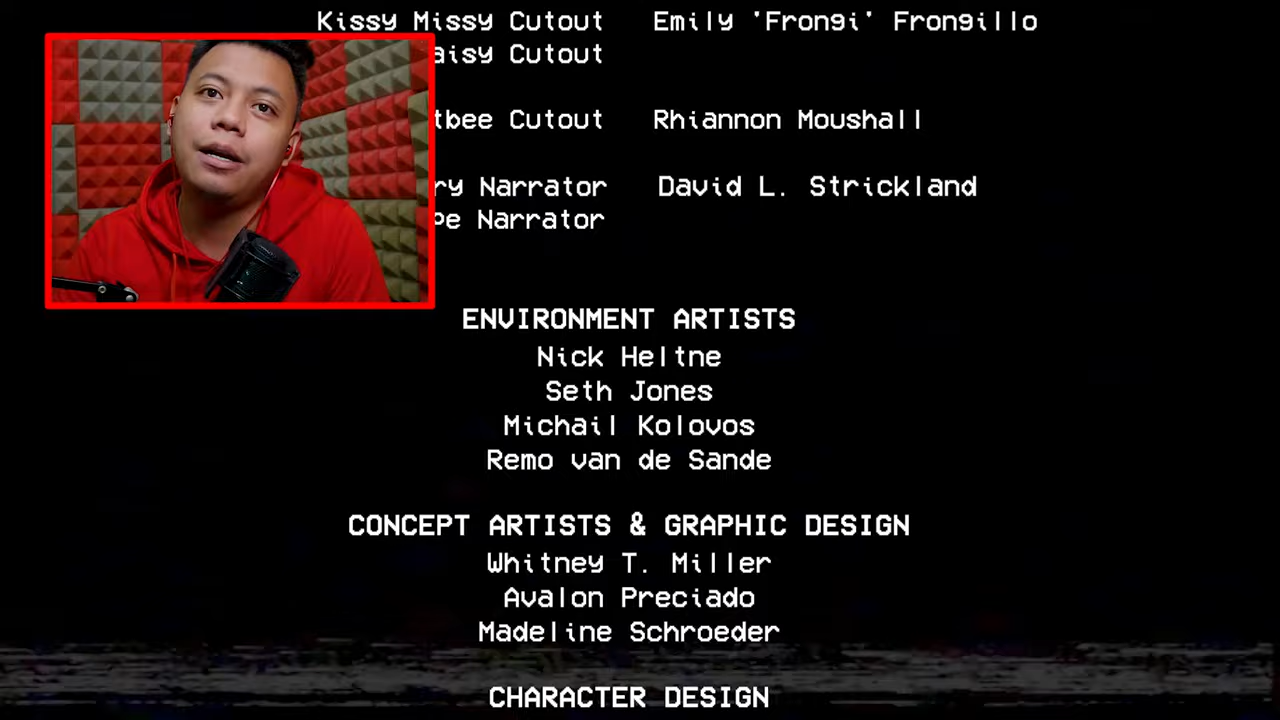 Kissy Missy Cutout Emily 'Frongi' Frongillo
aisy Cutout
tbee Cutout Rhiannon Moushall
ry Narrator David L. Strickland
pe Narrator
ENVIRONMENT ARTISTS
Nick Heltne
Seth Jones
Michail Kolovos
Remo van de Sande
CONCEPT ARTISTS & GRAPHIC DESIGN
Whitney T. Miller
Avalon Preciado
Madeline Schroeder
CHARACTER DESIGN